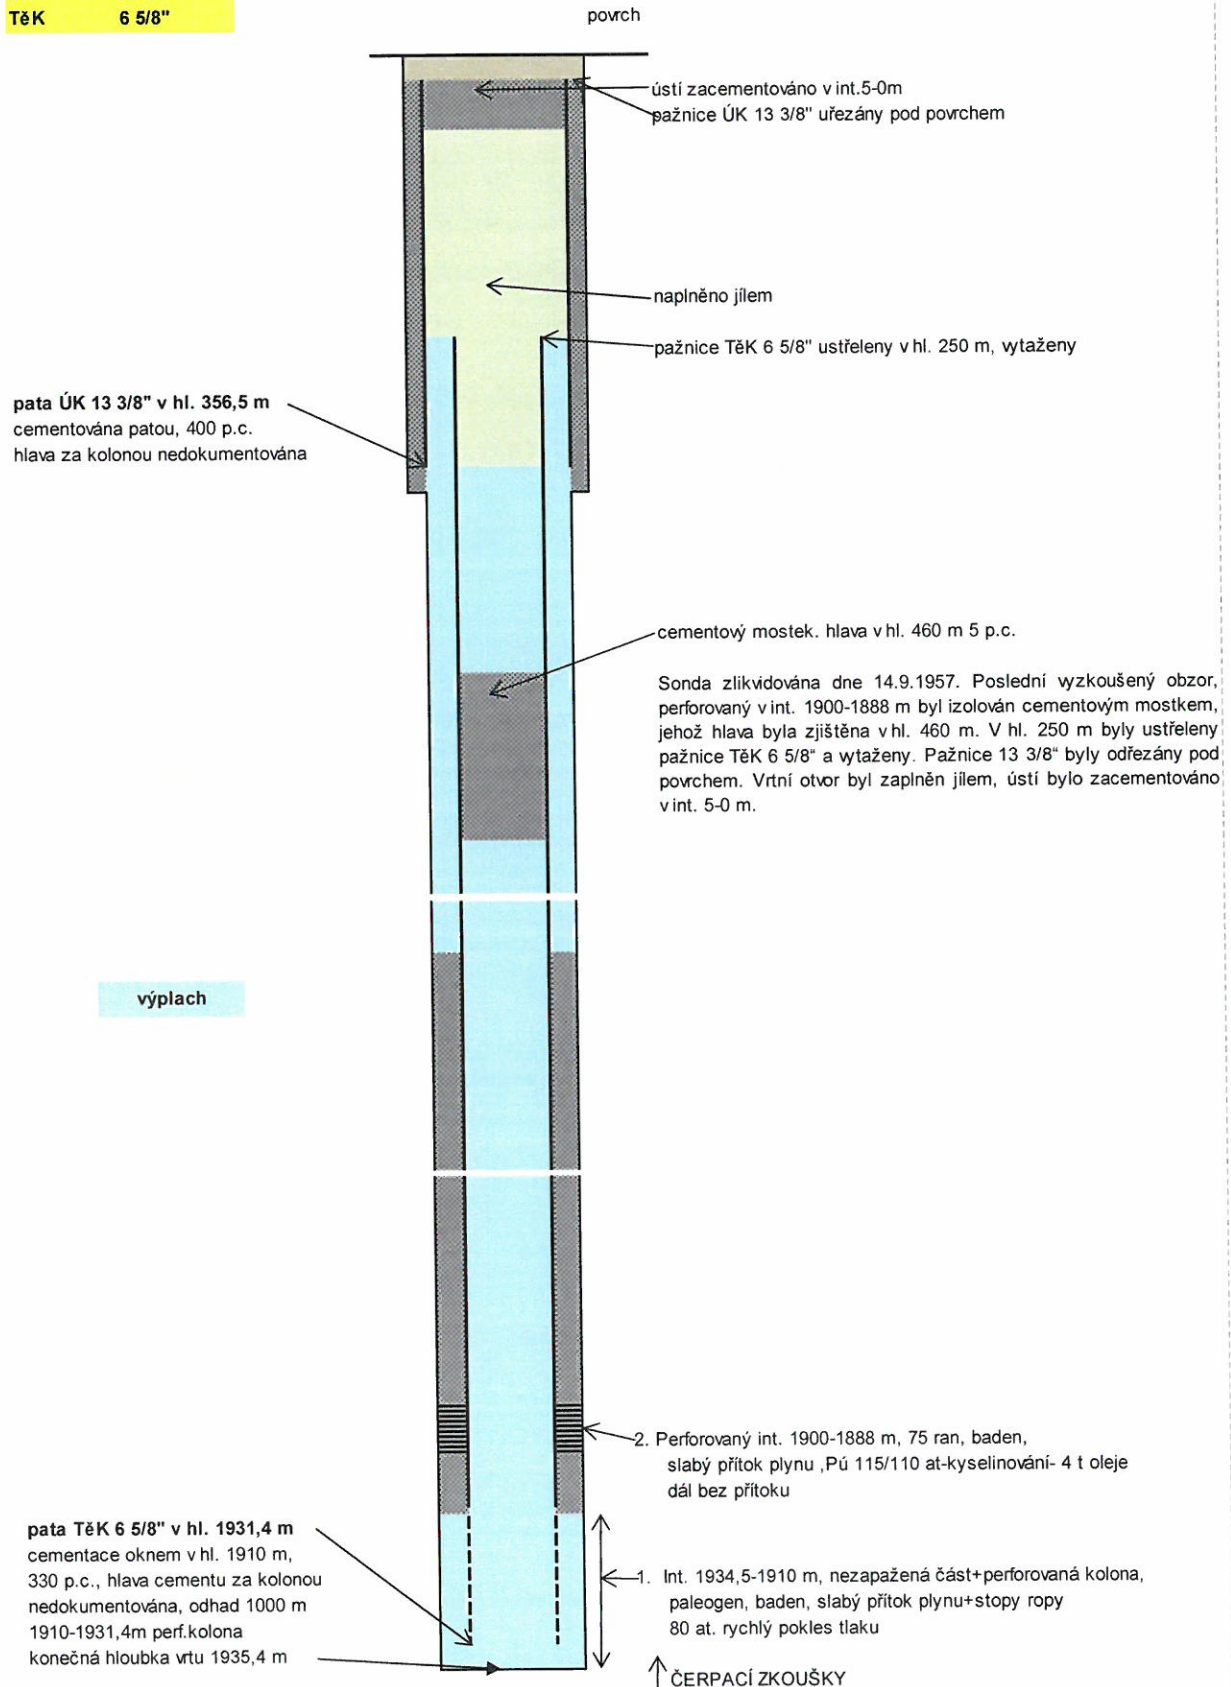 TěK 6 5/8"
povrch
ústí zacementováno v int.5-0m
pažnice ÚK 13 3/8" uřezány pod povrchem
naplněno jílem
pažnice TěK 6 5/8" ustřeleny v hl. 250 m, vytaženy
pata ÚK 13 3/8" v hl. 356,5 m
cementována patou, 400 p.c.
hlava za kolonou nedokumentována
cementový mostek. hlava v hl. 460 m 5 p.c.
Sonda zlikvidována dne 14.9.1957. Poslední vyzkoušený obzor,
perforovaný v int. 1900-1888 m byl izolován cementovým mostkem,
jehož hlava byla zjištěna v hl. 460 m. V hl. 250 m byly ustřeleny
pažnice TěK 6 5/8“ a vytaženy. Pažnice 13 3/8“ byly odřezány pod
povrchem. Vrtní otvor byl zaplněn jílem, ústí bylo zacementováno
v int. 5-0 m.
výplach
2. Perforovaný int. 1900-1888 m, 75 ran, baden,
slabý přítok plynu ,Pú 115/110 at-kyselinování- 4 t oleje
dál bez přítoku
pata TěK 6 5/8" v hl. 1931,4 m
cementace oknem v hl. 1910 m,
330 p.c., hlava cementu za kolonou
nedokumentována, odhad 1000 m
1910-1931,4m perf.kolona
konečná hloubka vrtu 1935,4 m
1. Int. 1934,5-1910 m, nezapažená část+perforovaná kolona,
paleogen, baden, slabý přítok plynu+stopy ropy
80 at. rychlý pokles tlaku
ČERPACÍ ZKOUŠKY